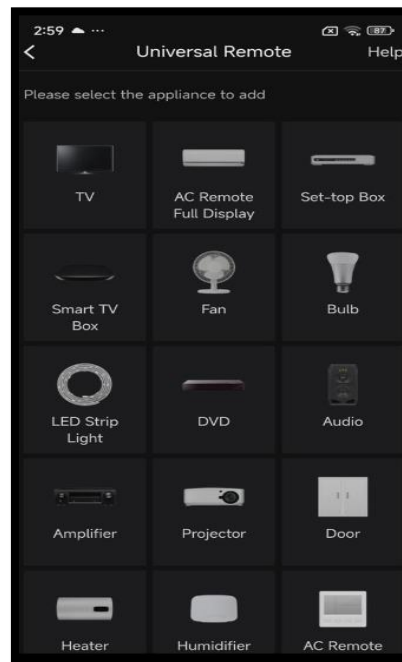 2:59 ...
87
Universal Remote
Help
Please select the appliance to add
TV
AC Remote
Full Display
Set-top Box
Smart TV
Box
Fan
Bulb
LED Strip
Light
DVD
Audio
Amplifier
Projector
Door
Heater
Humidifier
AC Remote